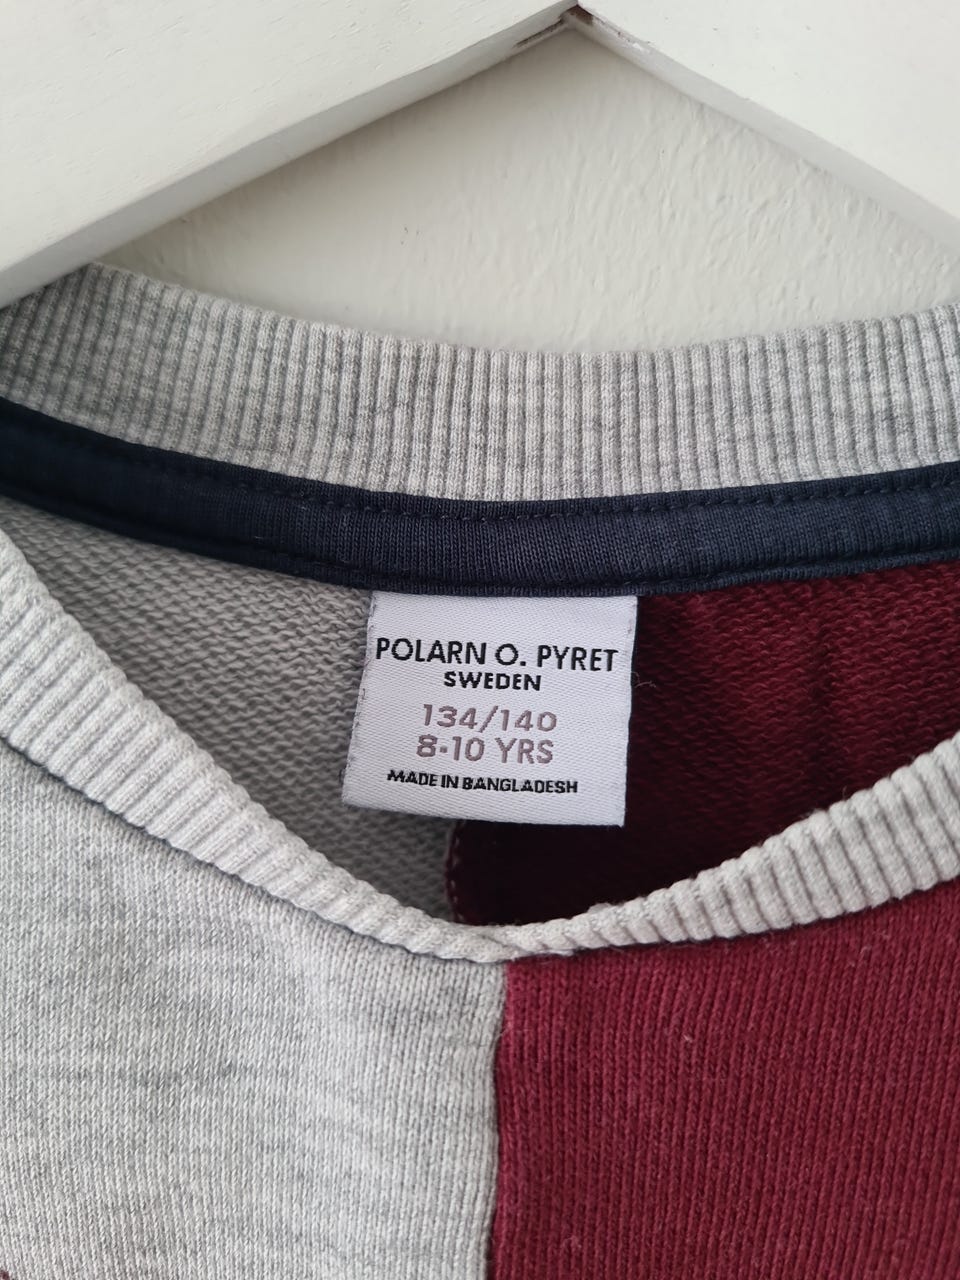 POLARN O. PYRET
SWEDEN
134/140
8-10 YRS
MADE IN BANGLADESH